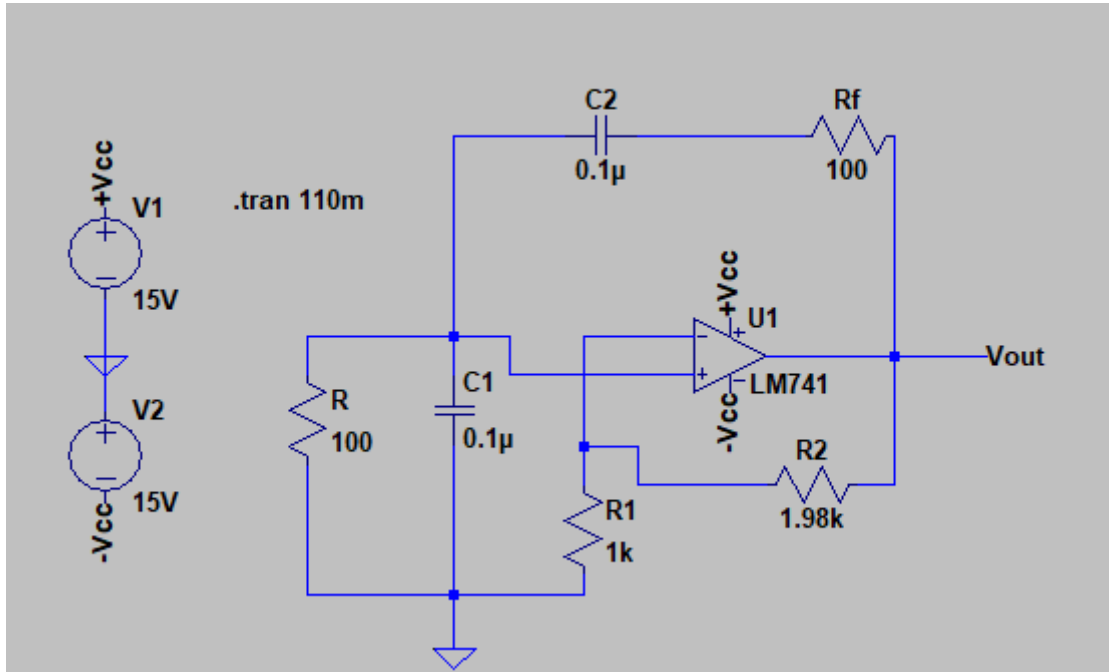 C2
Rf
0.1µ
100
+Vcc
V1
.tran 110m
15V
+Vcc
U1
Vout
LM741
-Vcc
V2
R
100
C1
0.1µ
R2
1.98k
15V
-Vcc
R1
1k